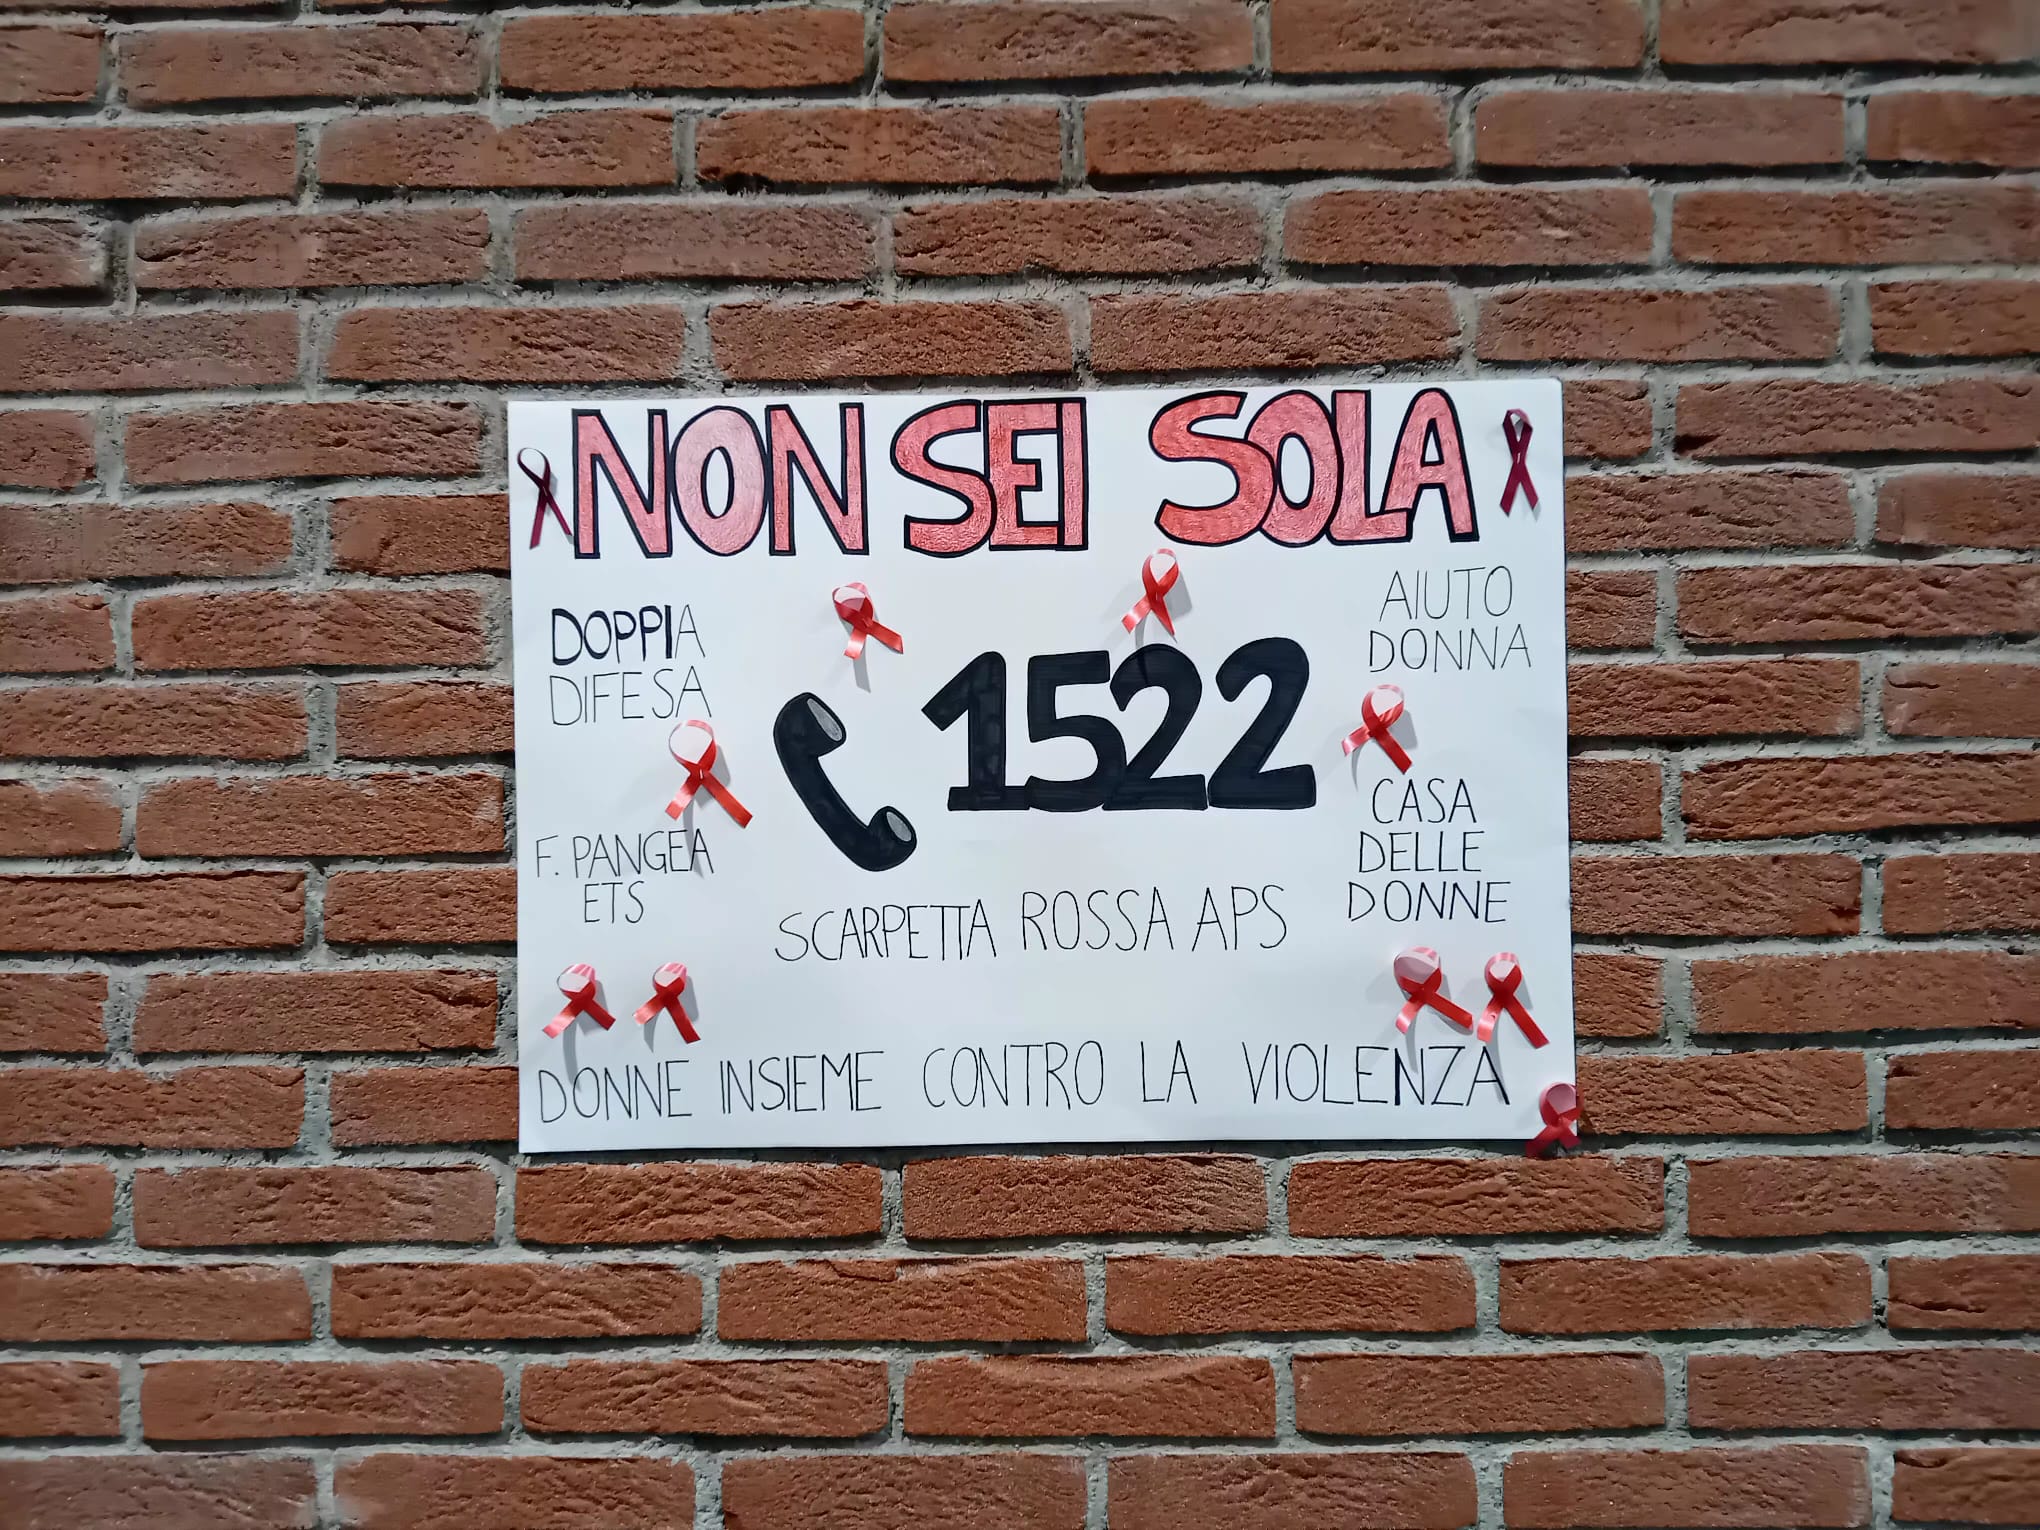 NON SEI SOLA
DOPPIA
DIFESA
AIUTO
DONNA
1522
F. PANGEA
ETS
CASA
DELLE
DONNE
SCARPETTA ROSSA APS
DONNE INSIEME CONTRO LA VIOLENZA